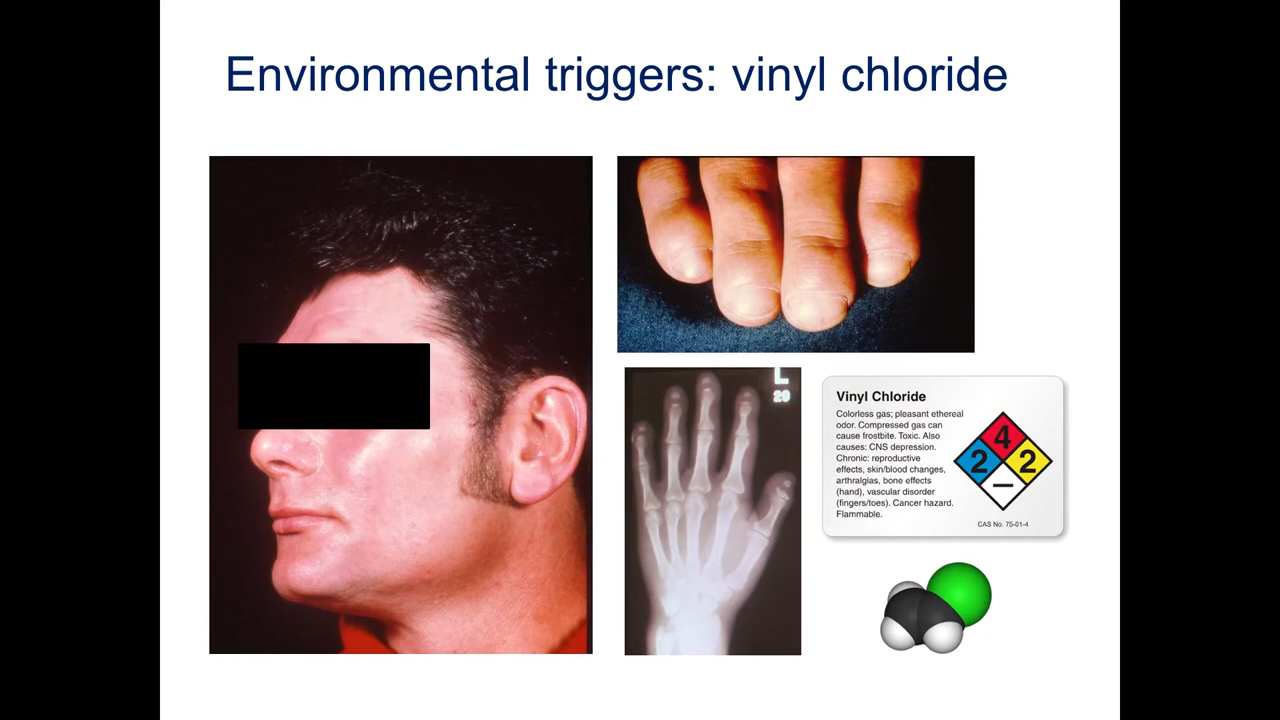 Environmental triggers: vinyl chloride
L
29
Vinyl Chloride
Colorless gas; pleasant ethereal
odor. Compressed gas can
cause frostbite. Toxic. Also
causes: CNS depression.
Chronic: reproductive
effects, skin/blood changes,
arthralgias, bone effects
(hand), vascular disorder
(fingers/toes). Cancer hazard.
Flammable.
4
2
2
–
CAS No. 75-01-4